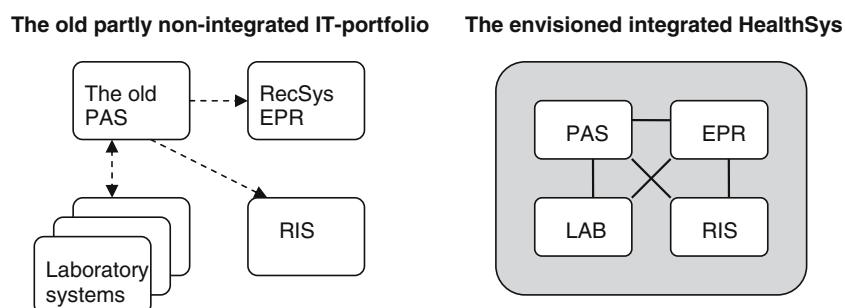 The old partly non-integrated IT-portfolio
The old
PAS
RecSys
EPR
RIS
Laboratory
systems
The envisioned integrated HealthSys
PAS
EPR
LAB
RIS